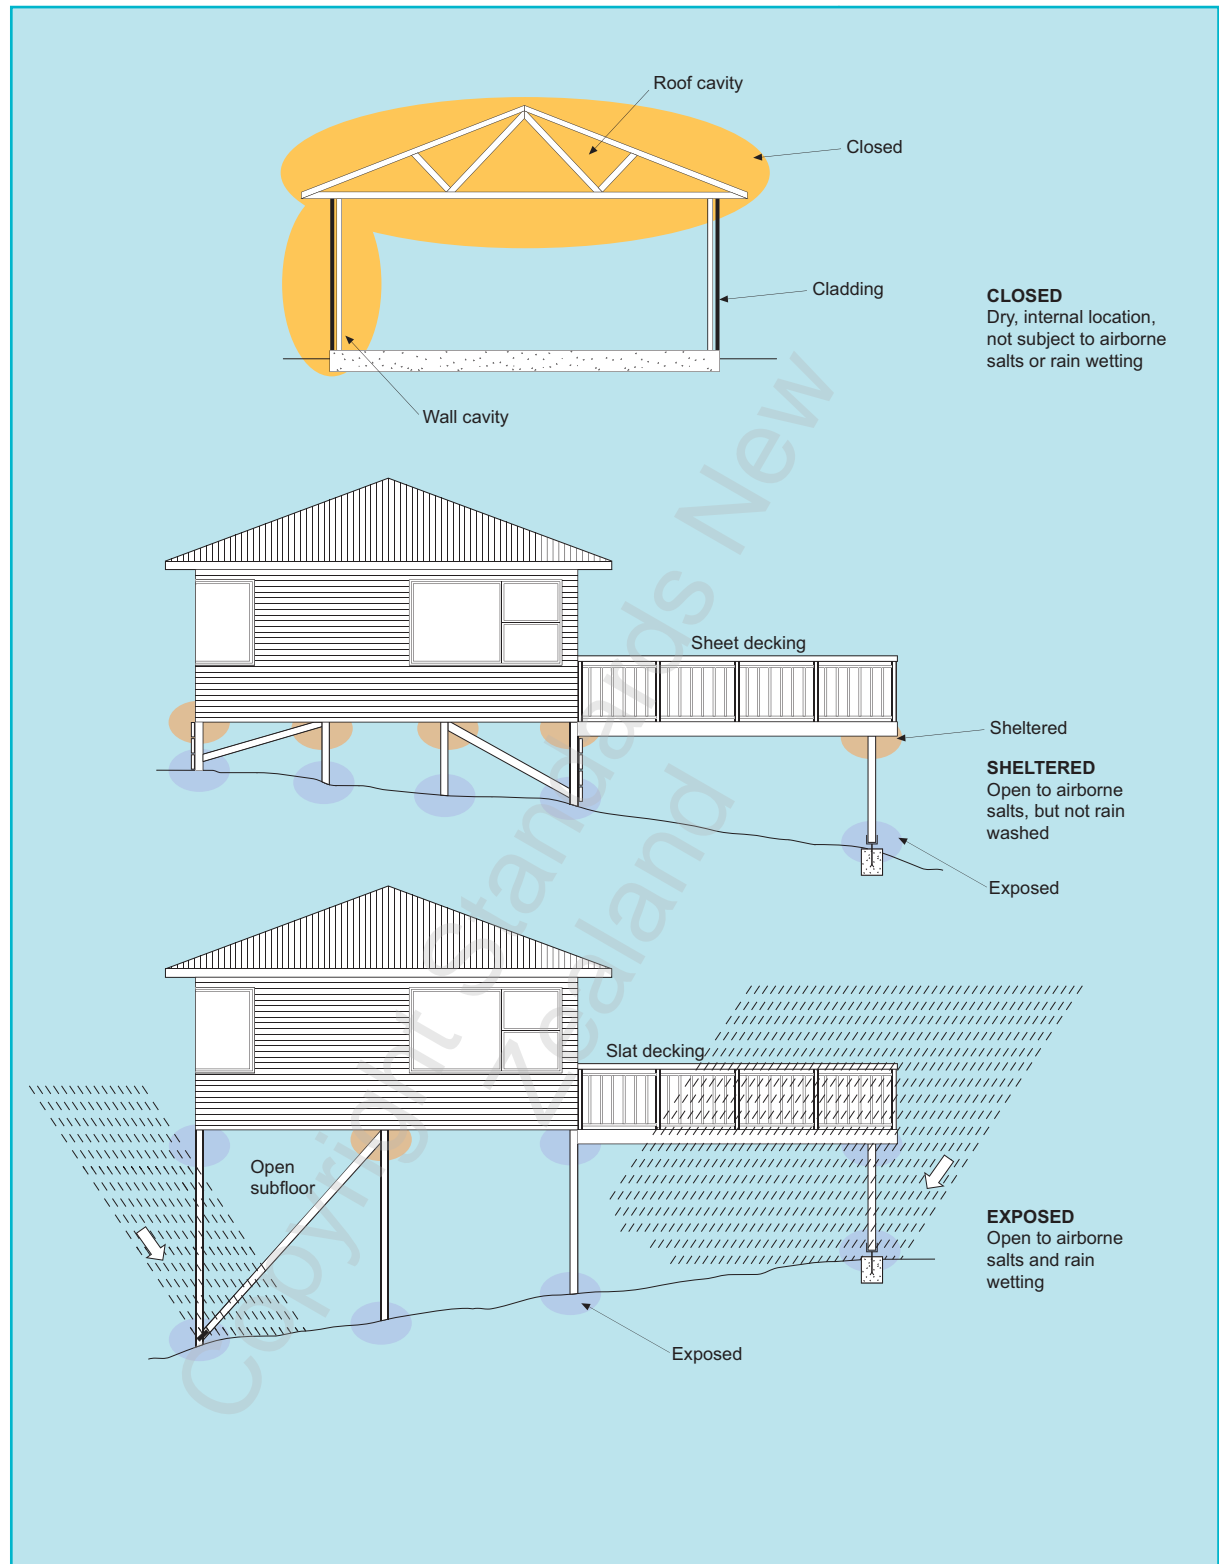 Roof cavity
Closed
Cladding
CLOSED
Dry, internal location,
not subject to airborne
salts or rain wetting
Wall cavity
Sheet decking
Sheltered
SHELTERED
Open to airborne
salts, but not rain
washed
Exposed
Slat decking
Open
subfloor
EXPOSED
Open to airborne
salts and rain
wetting
Exposed
Copyright Standards New
Zealand